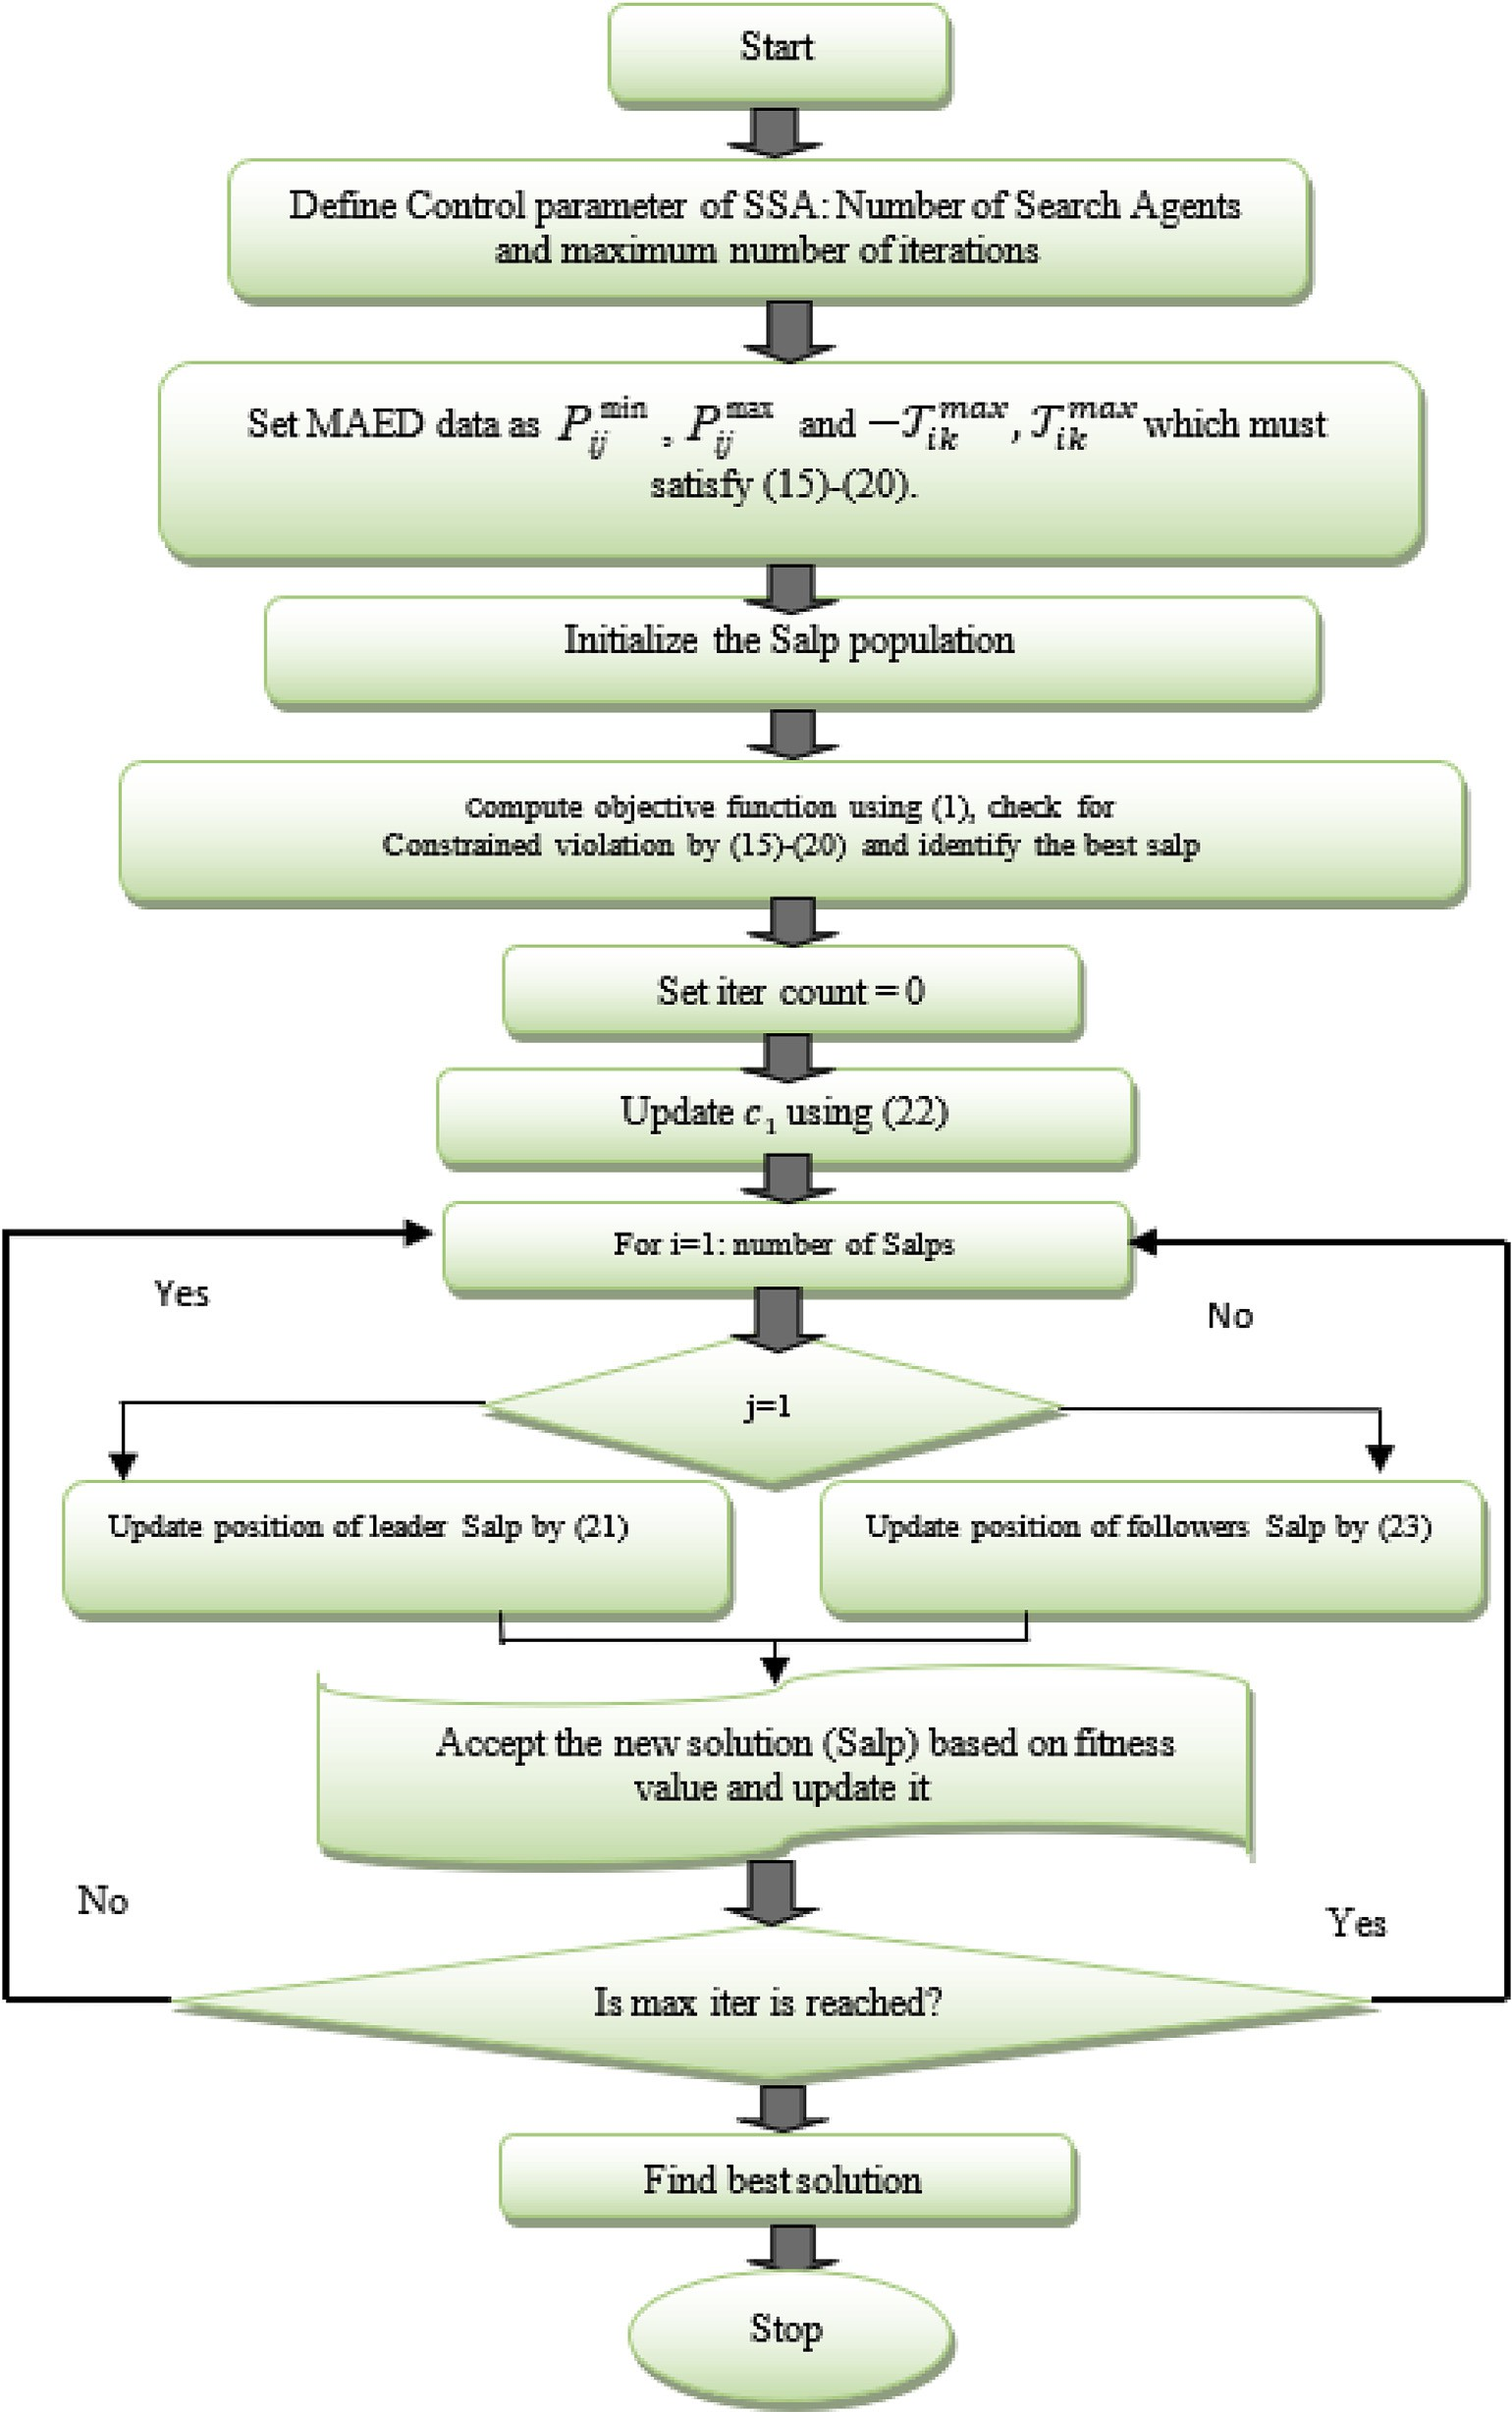 Start
Define Control parameter of SSA: Number of Search Agents
and maximum number of iterations
Set MAED data as P_ij^min , P_ij^max and −T_ik^max, T_ik^max which must
satisfy (15)-(20).
Initialize the Salp population
Compute objective function using (1), check for
Constrained violation by (15)-(20) and identify the best salp
Set iter count = 0
Update c₁ using (22)
For i=1: number of Salps
Yes
No
j=1
Update position of leader Salp by (21)
Update position of followers Salp by (23)
Accept the new solution (Salp) based on fitness
value and update it
No
Yes
Is max iter is reached?
Find best solution
Stop